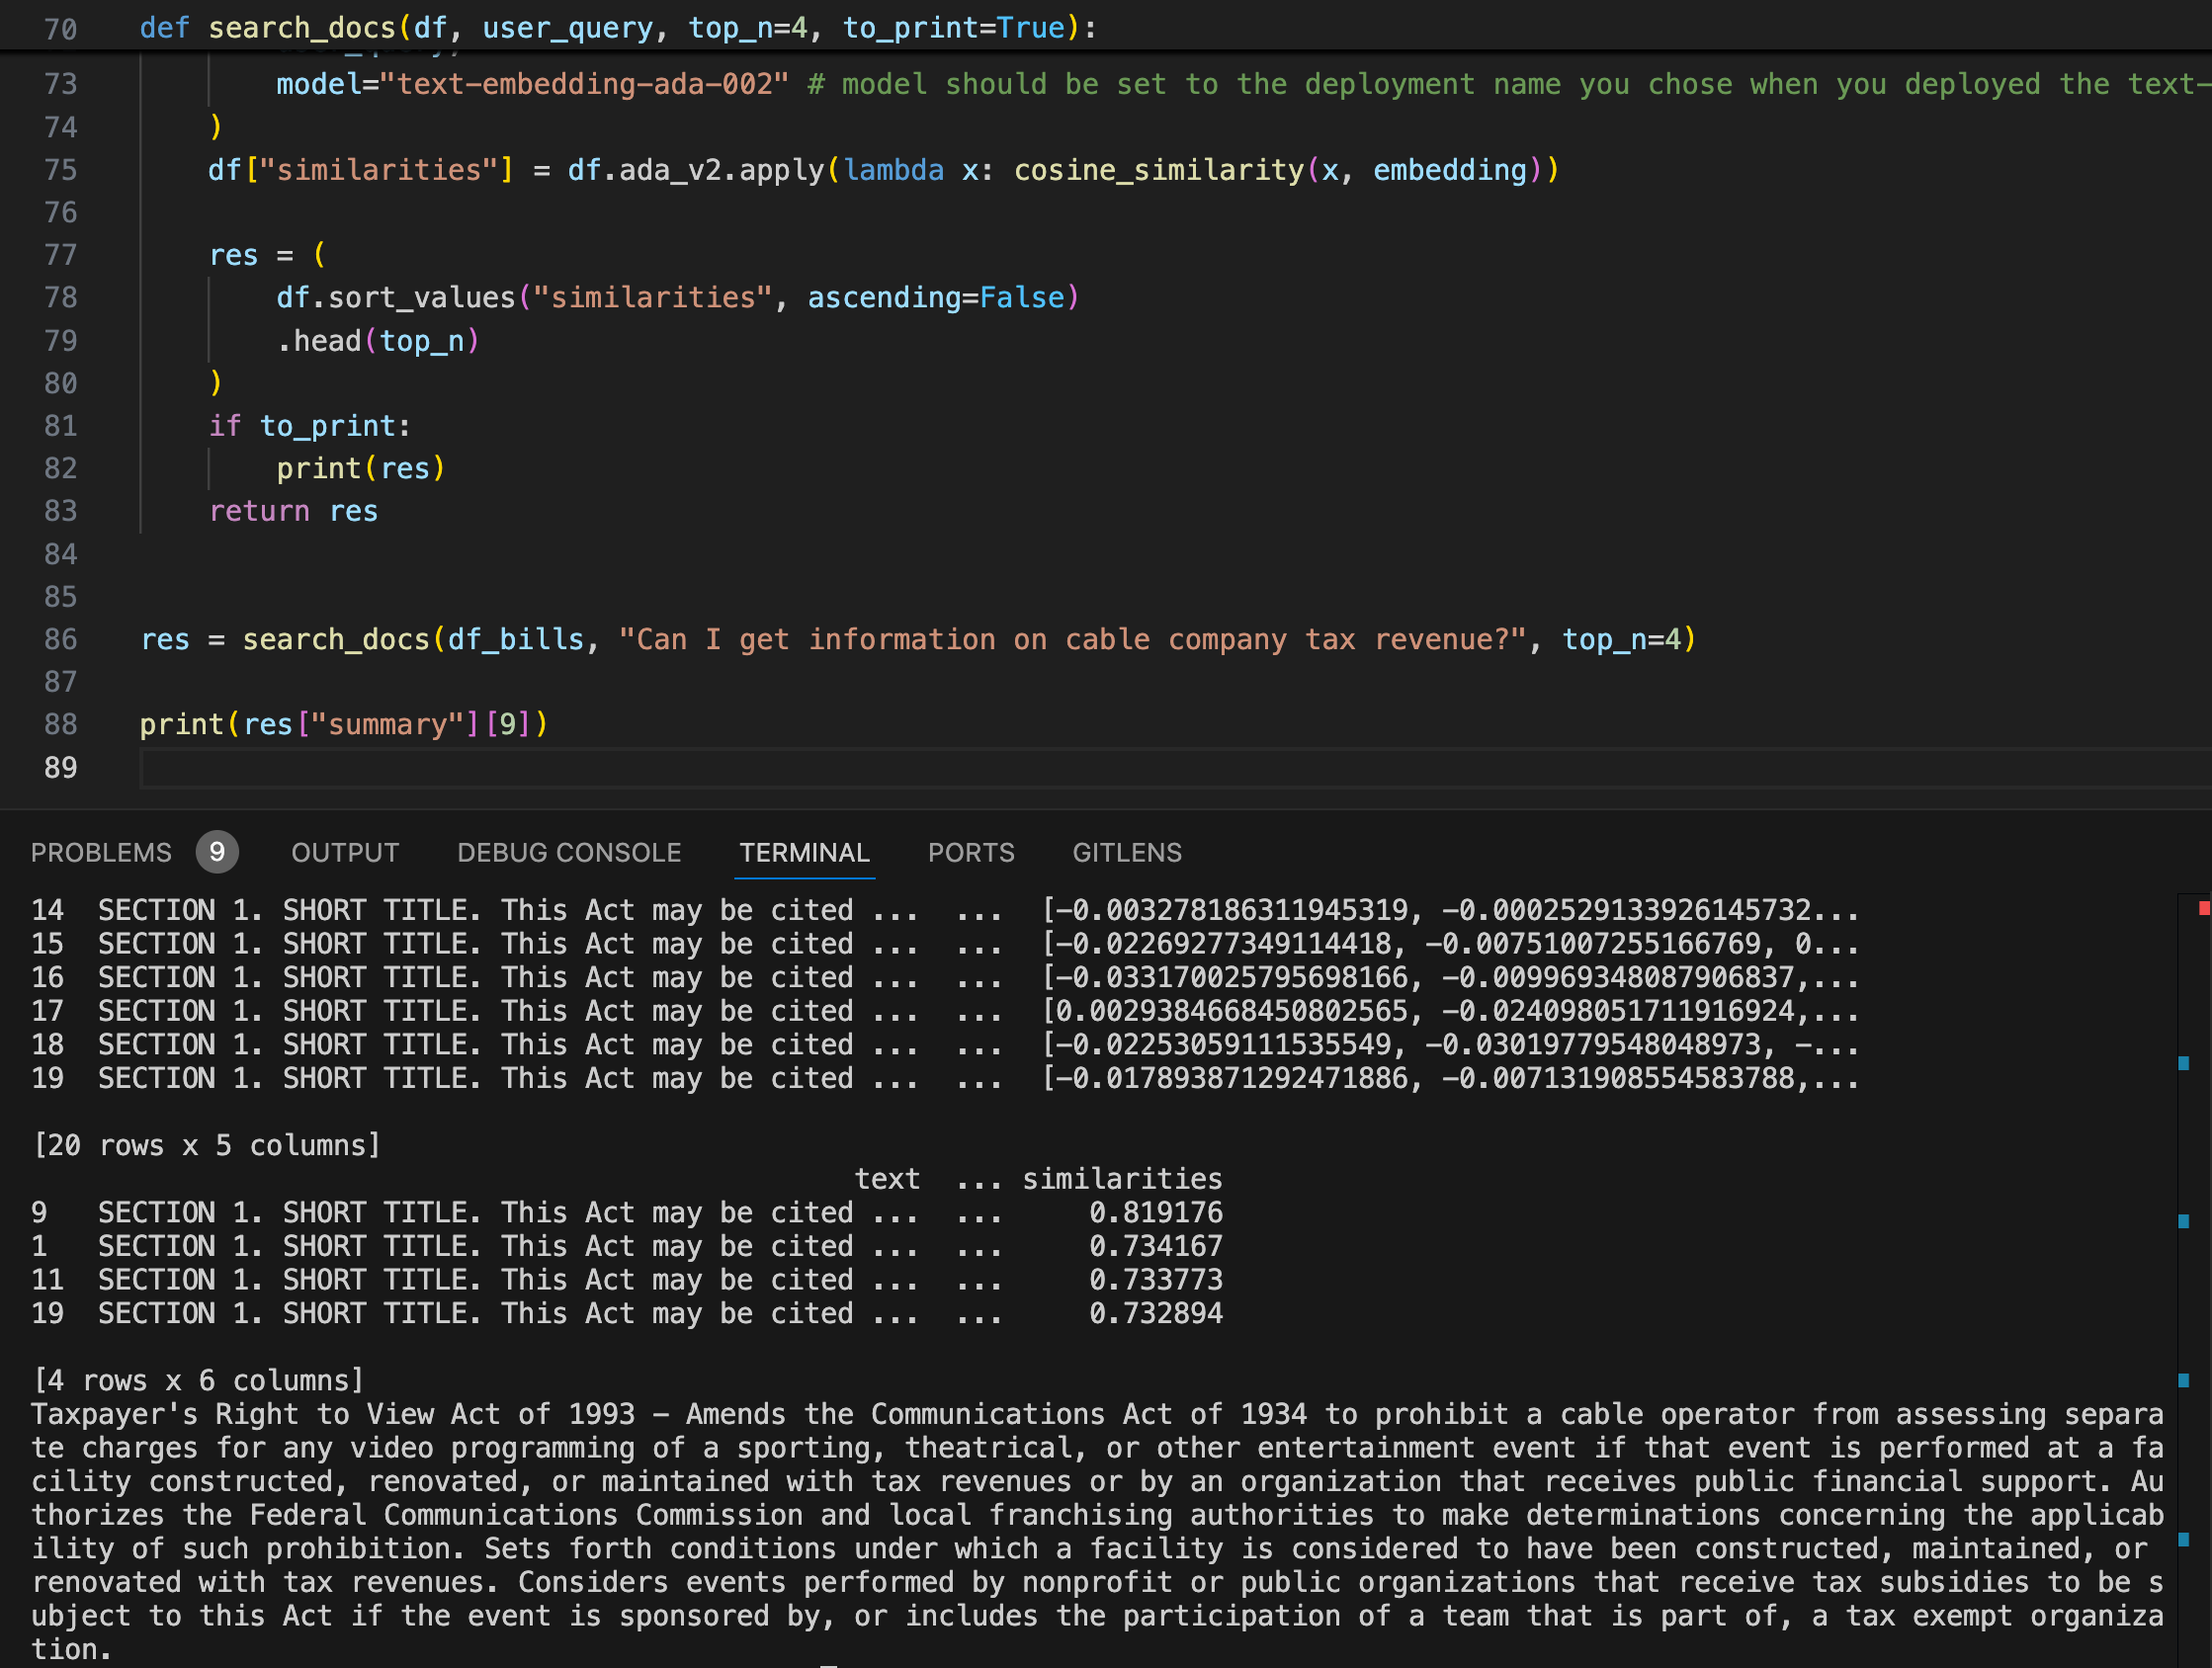 70 def search_docs(df, user_query, top_n=4, to_print=True):
73 model="text-embedding-ada-002" # model should be set to the deployment name you chose when you deployed the text-
74 )
75 df["similarities"] = df.ada_v2.apply(lambda x: cosine_similarity(x, embedding))
76
77 res = (
78 df.sort_values("similarities", ascending=False)
79 .head(top_n)
80 )
81 if to_print:
82 print(res)
83 return res
84
85
86 res = search_docs(df_bills, "Can I get information on cable company tax revenue?", top_n=4)
87
88 print(res["summary"][9])
89
PROBLEMS 9 OUTPUT DEBUG CONSOLE TERMINAL PORTS GITLENS
14 SECTION 1. SHORT TITLE. This Act may be cited ... ... [-0.003278186311945319, -0.0002529133926145732...
15 SECTION 1. SHORT TITLE. This Act may be cited ... ... [-0.02269277349114418, -0.00751007255166769, 0...
16 SECTION 1. SHORT TITLE. This Act may be cited ... ... [-0.033170025795698166, -0.009969348087906837,...
17 SECTION 1. SHORT TITLE. This Act may be cited ... ... [0.0029384668450802565, -0.024098051711916924,...
18 SECTION 1. SHORT TITLE. This Act may be cited ... ... [-0.02253059111535549, -0.03019779548048973, -...
19 SECTION 1. SHORT TITLE. This Act may be cited ... ... [-0.017893871292471886, -0.007131908554583788,...
[20 rows x 5 columns]
text ... similarities
9 SECTION 1. SHORT TITLE. This Act may be cited ... ... 0.819176
1 SECTION 1. SHORT TITLE. This Act may be cited ... ... 0.734167
11 SECTION 1. SHORT TITLE. This Act may be cited ... ... 0.733773
19 SECTION 1. SHORT TITLE. This Act may be cited ... ... 0.732894
[4 rows x 6 columns]
Taxpayer's Right to View Act of 1993 - Amends the Communications Act of 1934 to prohibit a cable operator from assessing separa
te charges for any video programming of a sporting, theatrical, or other entertainment event if that event is performed at a fa
cility constructed, renovated, or maintained with tax revenues or by an organization that receives public financial support. Au
thorizes the Federal Communications Commission and local franchising authorities to make determinations concerning the applicab
ility of such prohibition. Sets forth conditions under which a facility is considered to have been constructed, maintained, or
renovated with tax revenues. Considers events performed by nonprofit or public organizations that receive tax subsidies to be s
ubject to this Act if the event is sponsored by, or includes the participation of a team that is part of, a tax exempt organiza
tion.